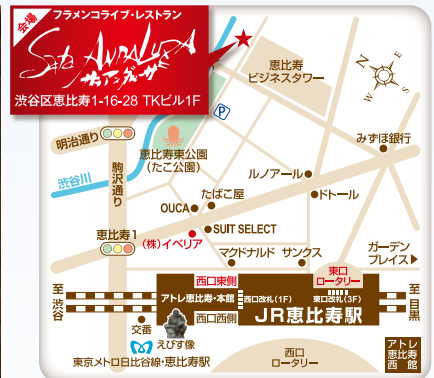 会場
フラメンコライブ・レストラン
Sala ANDALUZA
サラ・アンダルーサ
渋谷区恵比寿1-16-28 TKビル1F
恵比寿
ビジネスタワー
N
W
E
S
P
明治通り
恵比寿東公園
(たこ公園)
みずほ銀行
渋谷川
駒沢通り
ルノアール
ドトール
たばこ屋
OUCA
SUIT SELECT
恵比寿1
(株)イベリア
マクドナルド
サンクス
ガーデン
プレイス
西口東側
東口
ロータリー
至渋谷
アトレ恵比寿・本館
西口改札(1F)
東口改札(3F)
至目黒
西口西側
JR恵比寿駅
交番
えびす像
東京メトロ日比谷線・恵比寿駅
西口
ロータリー
アトレ
恵比寿
西館